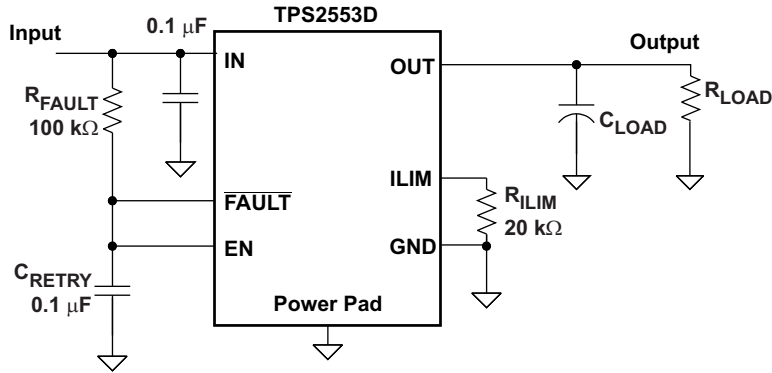 TPS2553D
Input
0.1 μF
Output
IN
OUT
R_FAULT
100 kΩ
R_LOAD
C_LOAD
ILIM
R_ILIM
20 kΩ
FAULT
EN
GND
C_RETRY
0.1 μF
Power Pad